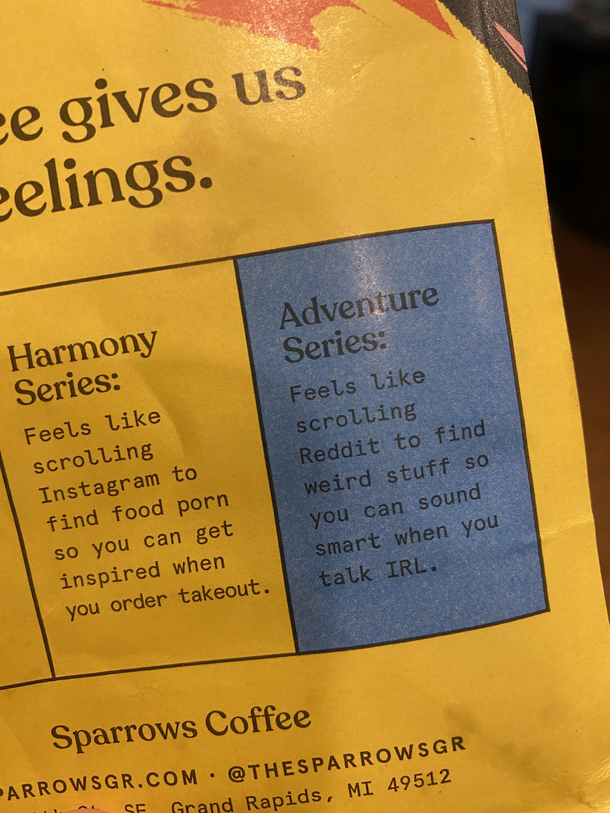 gives us
Harmony
Series:
Feels like
scrolling
Instagram to
find food porn
so you can get
inspired when
you order takeout.
Adventure
Series:
Feels like
scrolling
Reddit to find
weird stuff so
you can sound
smart when you
talk IRL.
Sparrows Coffee
PARROWSGR.COM · @THESPARROWSGR
SE, Grand Rapids, MI 49512